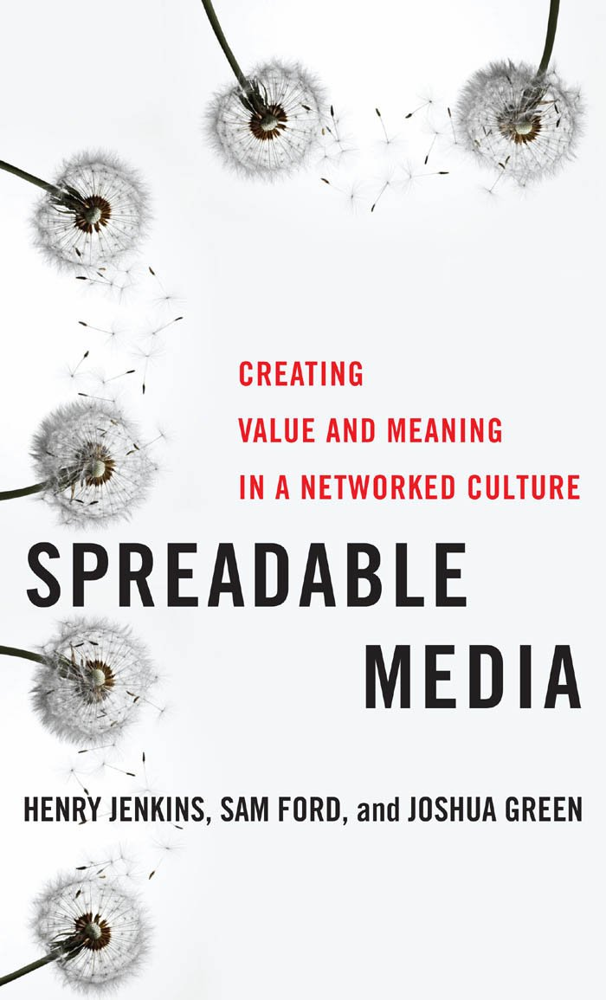 CREATING
VALUE AND MEANING
IN A NETWORKED CULTURE
SPREADABLE
MEDIA
HENRY JENKINS, SAM FORD, and JOSHUA GREEN